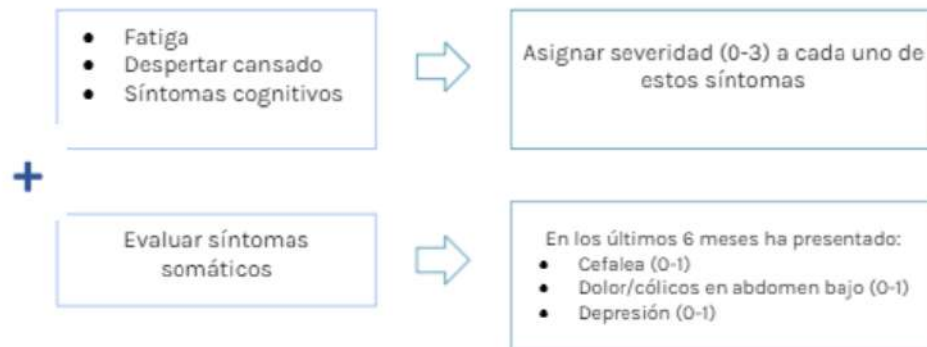 ● Fatiga
● Despertar cansado
● Síntomas cognitivos
Asignar severidad (0-3) a cada uno de
estos síntomas
+
Evaluar síntomas
somáticos
En los últimos 6 meses ha presentado:
● Cefalea (0-1)
● Dolor/cólicos en abdomen bajo (0-1)
● Depresión (0-1)